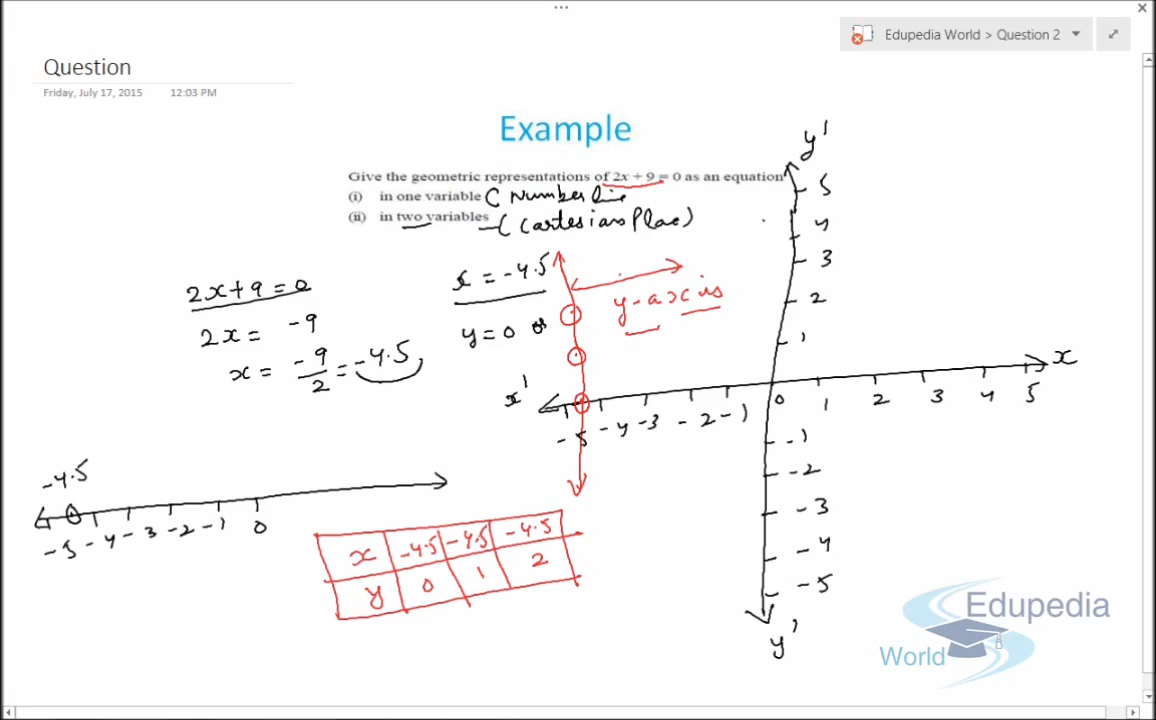 Edupedia World > Question 2
Question
Friday, July 17, 2015 12:03 PM
Example
Give the geometric representations of 2x + 9 = 0 as an equation
(i) in one variable ( Number line
(ii) in two variables - ( Cartesian Plae)
2x+9=0
2x = -9
x = -9/2 = -4.5
x = -4.5
y=0 or
y-axis
y'
5
4
3
2
1
x'
-5 -4 -3 -2 -1 0 1 2 3 4 5
x
-1
-2
-3
-4
-5
y'
-4.5
-5 -4 -3 -2 -1 0
x -4.5 -4.5 -4.5
y 0 1 2
Edupedia
World